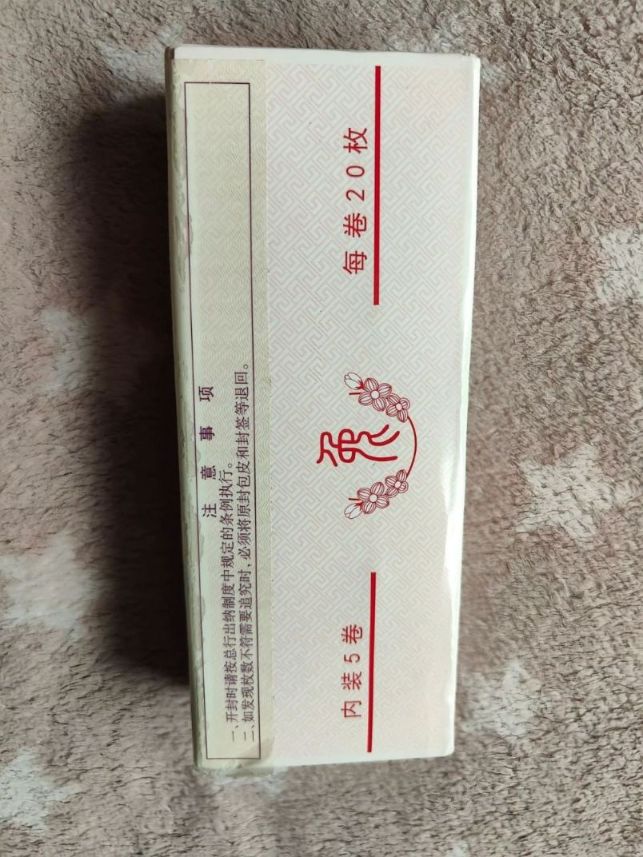 注意事项
一、开封时请按总行出纳制度中规定的条例执行。
二、如发现枚数不符需要追究时，必须将原封包皮和封签等退回。
内装5卷
兔
每卷20枚